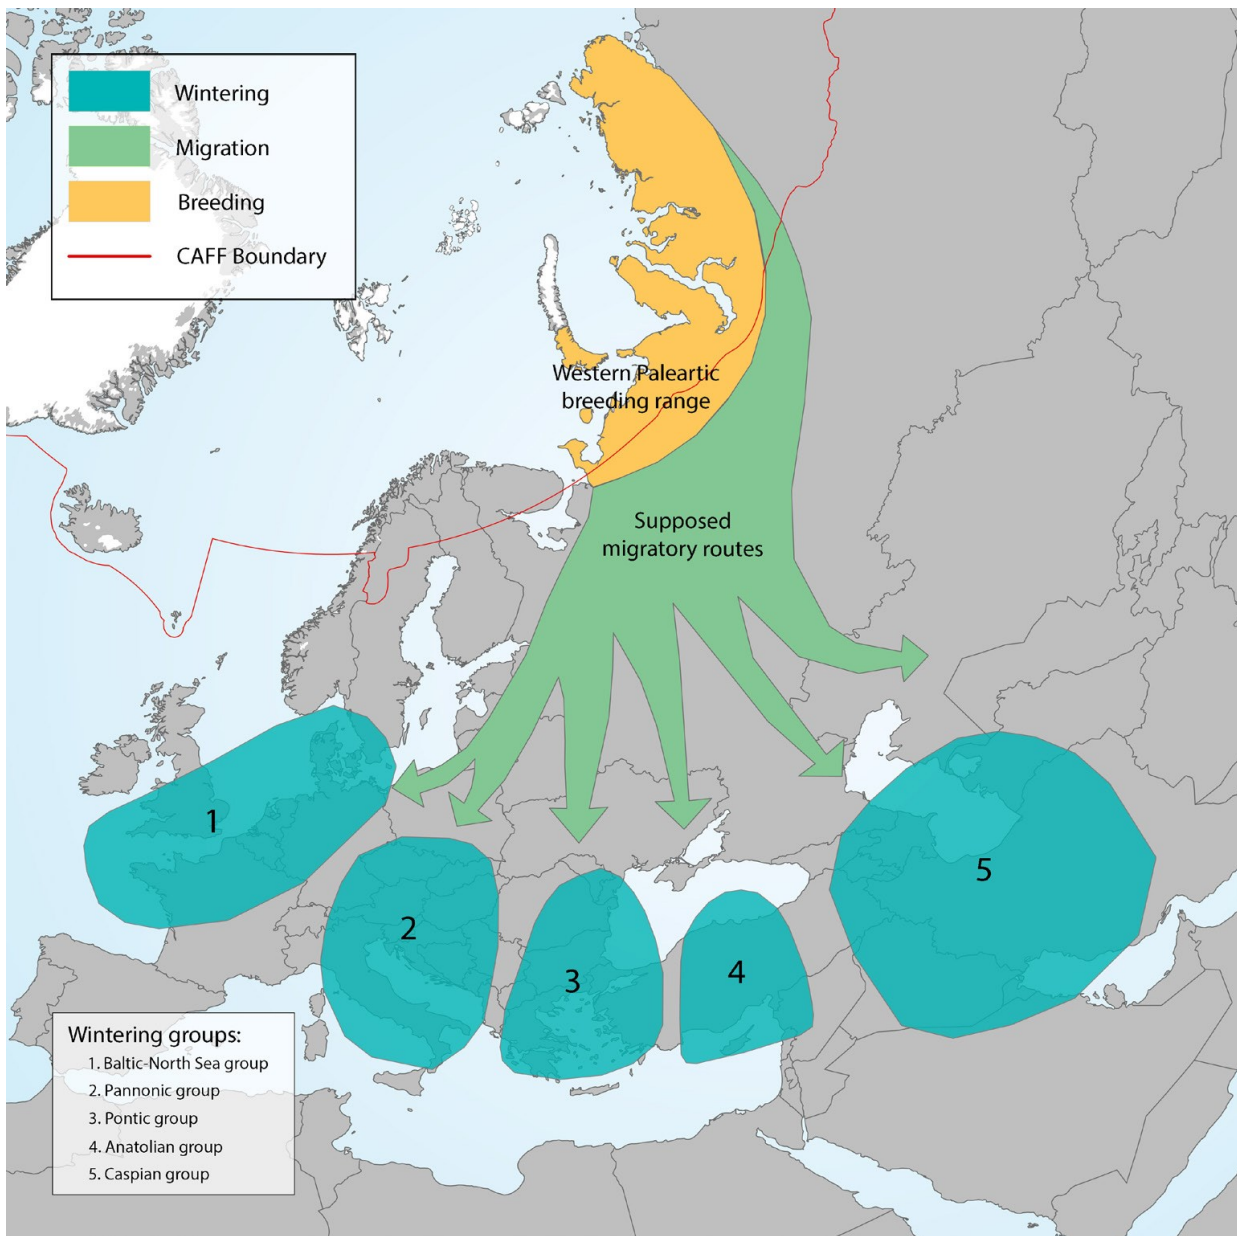 Wintering
Migration
Breeding
CAFF Boundary
Western Paleartic
breeding range
Supposed
migratory routes
1
2
3
4
5
Wintering groups:
1. Baltic-North Sea group
2. Pannonic group
3. Pontic group
4. Anatolian group
5. Caspian group